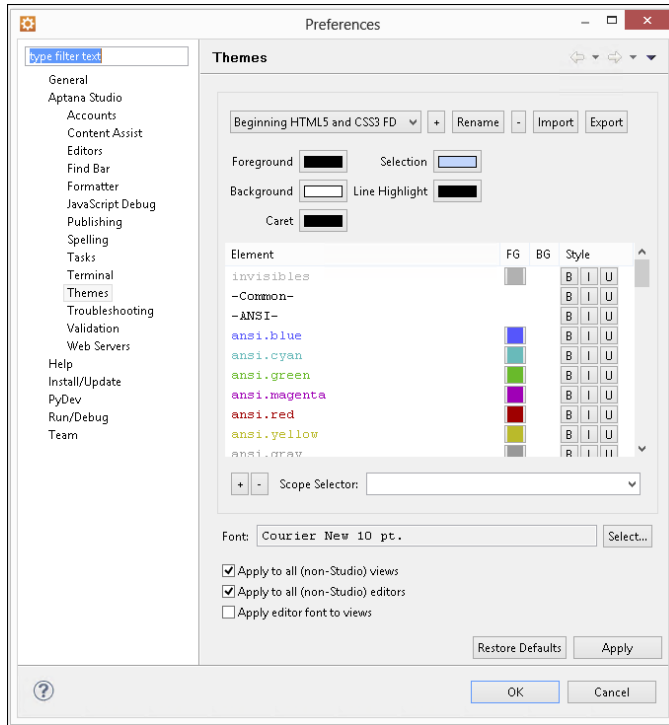 Preferences
type filter text
General
Aptana Studio
Accounts
Content Assist
Editors
Find Bar
Formatter
JavaScript Debug
Publishing
Spelling
Tasks
Terminal
Themes
Troubleshooting
Validation
Web Servers
Help
Install/Update
PyDev
Run/Debug
Team
Themes
Beginning HTML5 and CSS3 FD + Rename - Import Export
Foreground Selection
Background Line Highlight
Caret
Element FG BG Style
invisibles B I U
-Common- B I U
-ANSI- B I U
ansi.blue B I U
ansi.cyan B I U
ansi.green B I U
ansi.magenta B I U
ansi.red B I U
ansi.yellow B I U
ansi.gray B I U
+ - Scope Selector:
Font: Courier New 10 pt. Select...
Apply to all (non-Studio) views
Apply to all (non-Studio) editors
Apply editor font to views
Restore Defaults Apply
? OK Cancel